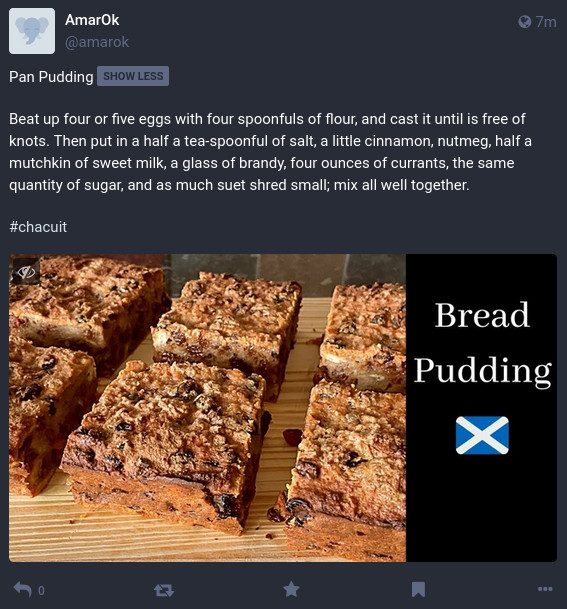 AmarOk
7m
@amarok
Pan Pudding SHOW LESS
Beat up four or five eggs with four spoonfuls of flour, and cast it until is free of
knots. Then put in a half a tea-spoonful of salt, a little cinnamon, nutmeg, half a
mutchkin of sweet milk, a glass of brandy, four ounces of currants, the same
quantity of sugar, and as much suet shred small; mix all well together.
#chacuit
Bread
Pudding
0